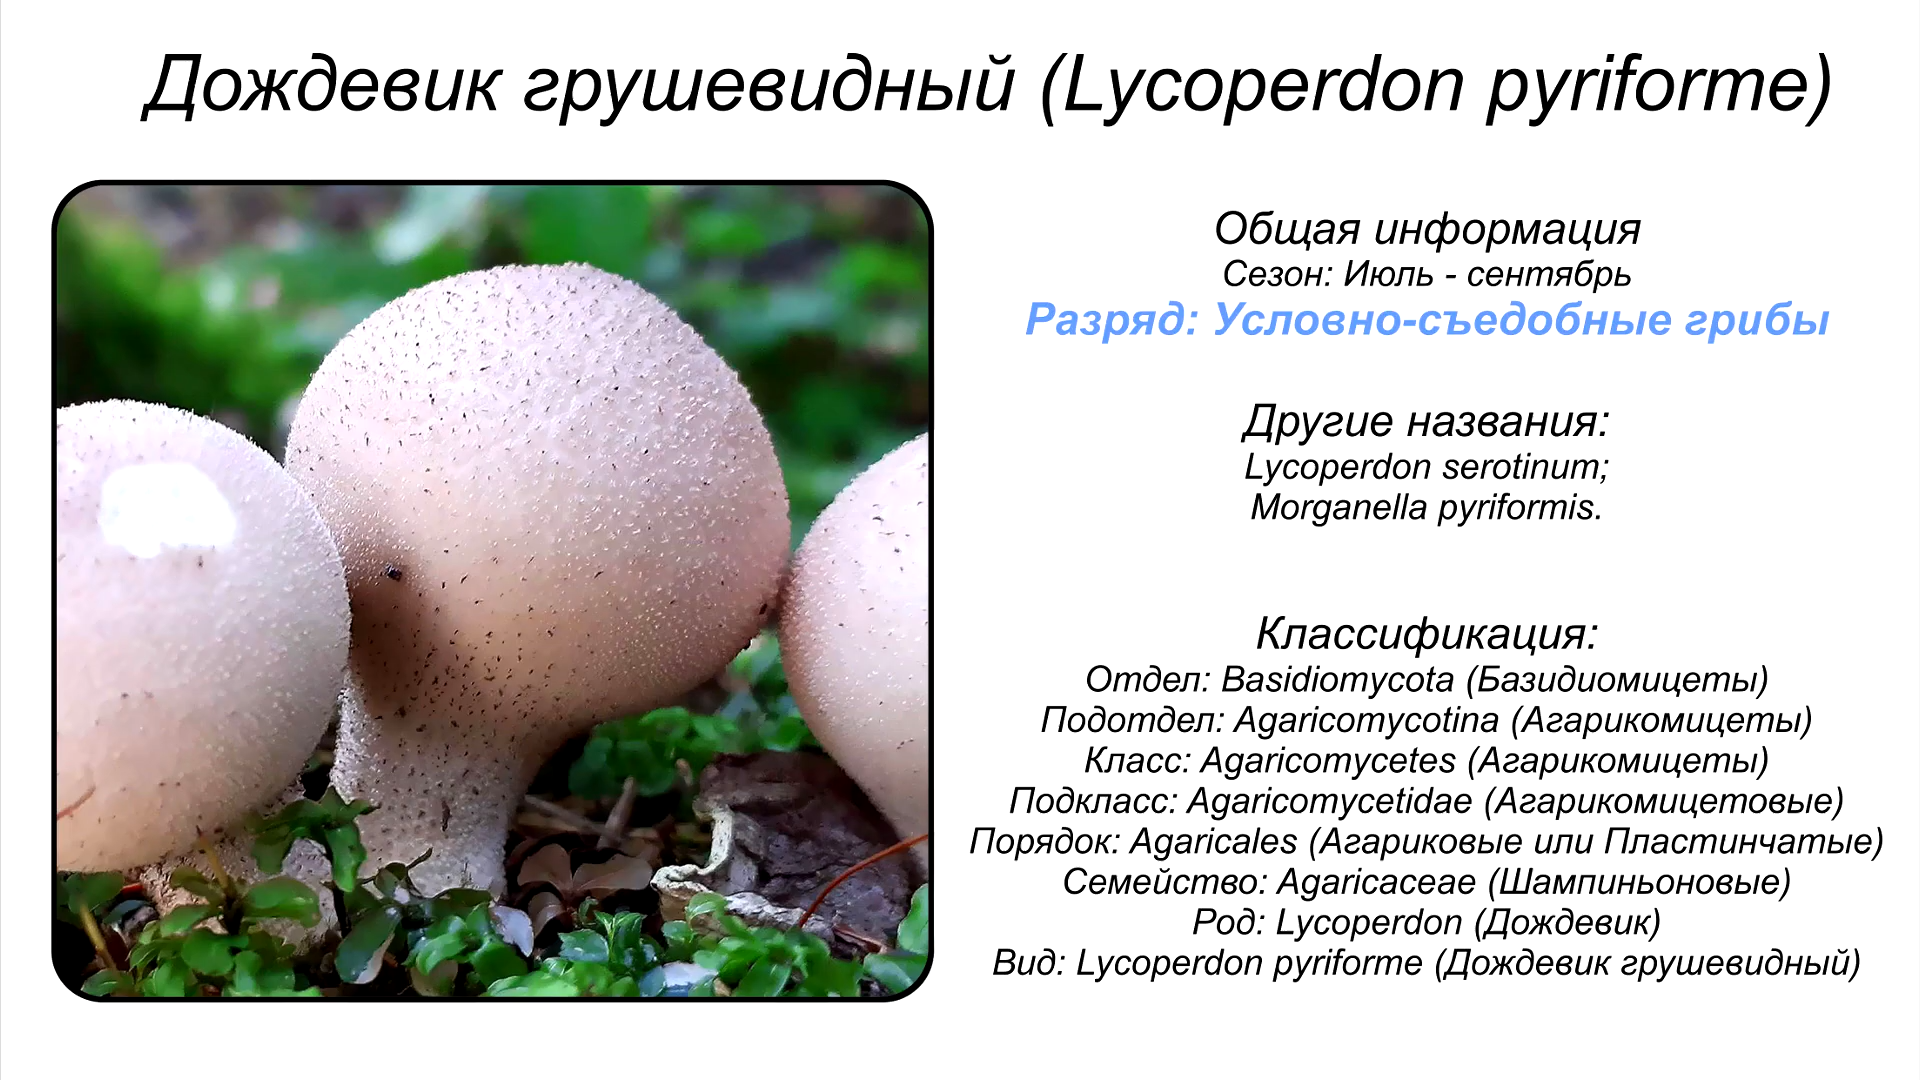 Дождевик грушевидный (Lycoperdon pyriforme)
Общая информация
Сезон: Июль - сентябрь
Разряд: Условно-съедобные грибы
Другие названия:
Lycoperdon serotinum;
Morganella pyriformis.
Классификация:
Отдел: Basidiomycota (Базидиомицеты)
Подотдел: Agaricomycotina (Агарикомицеты)
Класс: Agaricomycetes (Агарикомицеты)
Подкласс: Agaricomycetidae (Агарикомицетовые)
Порядок: Agaricales (Агариковые или Пластинчатые)
Семейство: Agaricaceae (Шампиньоновые)
Род: Lycoperdon (Дождевик)
Вид: Lycoperdon pyriforme (Дождевик грушевидный)